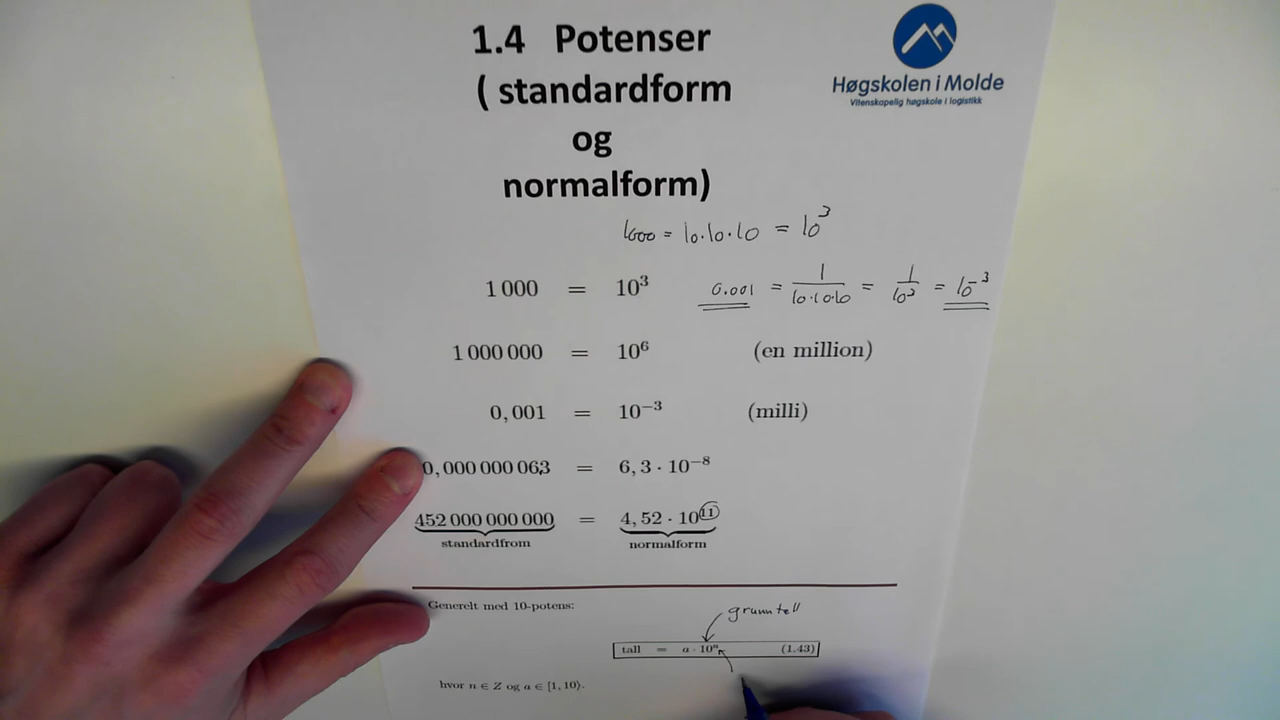 1.4 Potenser
( standardform
og
normalform)
Høgskolen i Molde
Vitenskapelig høgskole i logistikk
1000 = 10·10·10 = 10³
1 000 = 10³
0.001 = 1/(10·10·10) = 1/10³ = 10⁻³
1 000 000 = 10⁶ (en million)
0, 001 = 10⁻³ (milli)
0, 000 000 063 = 6, 3 · 10⁻⁸
452 000 000 000 = 4, 52 · 10¹¹
standardfrom normalform
Generelt med 10-potens:
grunntall
tall = a · 10ⁿ (1.43)
hvor n ∈ Z og a ∈ [1, 10⟩.